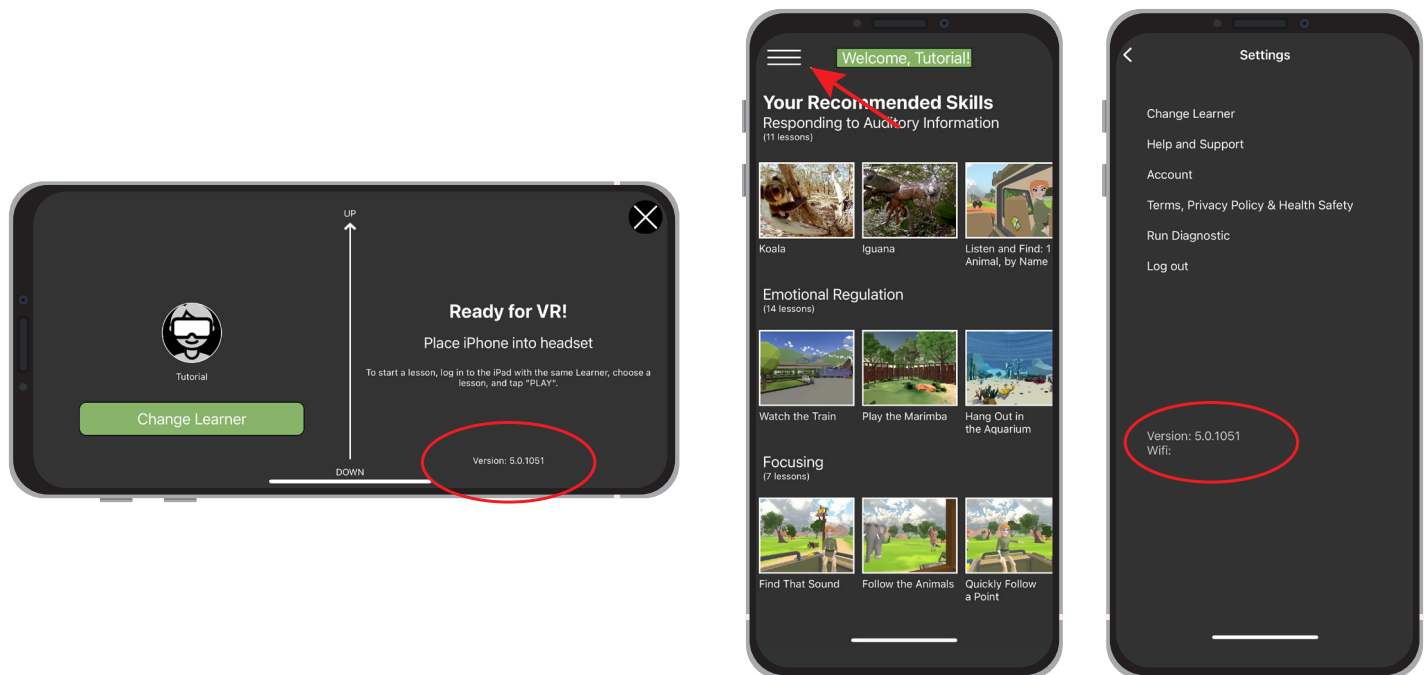 UP
Tutorial
Change Learner
Ready for VR!
Place iPhone into headset
To start a lesson, log in to the iPad with the same Learner, choose a
lesson, and tap "PLAY".
Version: 5.0.1051
DOWN
Welcome, Tutorial!
Your Recommended Skills
Responding to Auditory Information
(11 lessons)
Koala
Iguana
Listen and Find: 1
Animal, by Name
Emotional Regulation
(14 lessons)
Watch the Train
Play the Marimba
Hang Out in
the Aquarium
Focusing
(7 lessons)
Find That Sound
Follow the Animals
Quickly Follow
a Point
Settings
Change Learner
Help and Support
Account
Terms, Privacy Policy & Health Safety
Run Diagnostic
Log out
Version: 5.0.1051
Wifi: